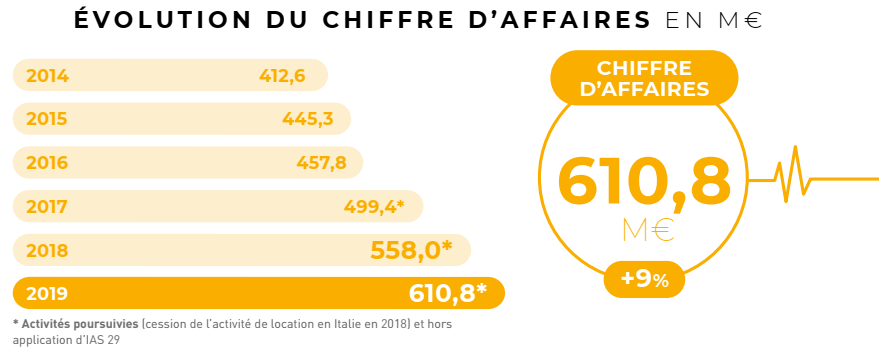 ÉVOLUTION DU CHIFFRE D'AFFAIRES EN M€
2014 412,6
2015 445,3
2016 457,8
2017 499,4*
2018 558,0*
2019 610,8*
* Activités poursuivies (cession de l'activité de location en Italie en 2018) et hors
application d'IAS 29
CHIFFRE
D'AFFAIRES
610,8
M€
+9%